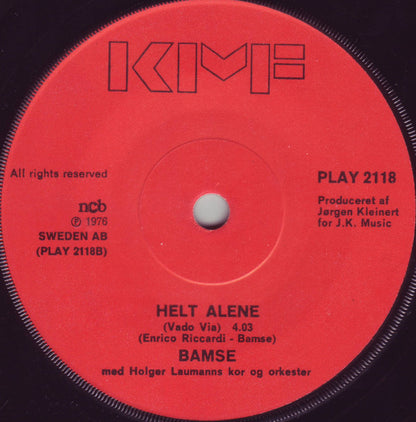 KMF
All rights reserved
ncb
℗ 1976
SWEDEN AB
(PLAY 2118B)
PLAY 2118
Produceret af
Jørgen Kleinert
for J.K. Music
HELT ALENE
(Vado Via) 4.03
(Enrico Riccardi - Bamse)
BAMSE
med Holger Laumanns kor og orkester